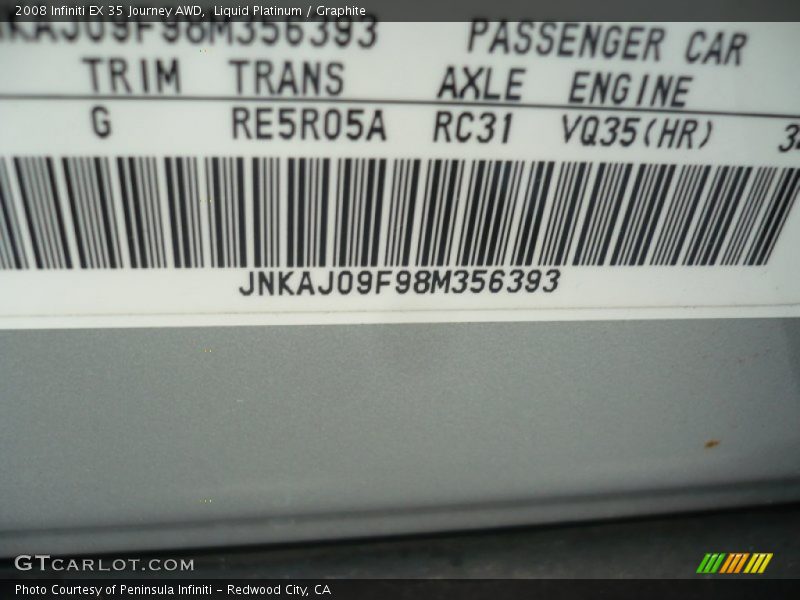 2008 Infiniti EX 35 Journey AWD, Liquid Platinum / Graphite
JNKAJ09F98M356393 PASSENGER CAR
TRIM TRANS AXLE ENGINE
G RE5R05A RC31 VQ35(HR)
JNKAJ09F98M356393
GTCARLOT.COM
Photo Courtesy of Peninsula Infiniti - Redwood City, CA